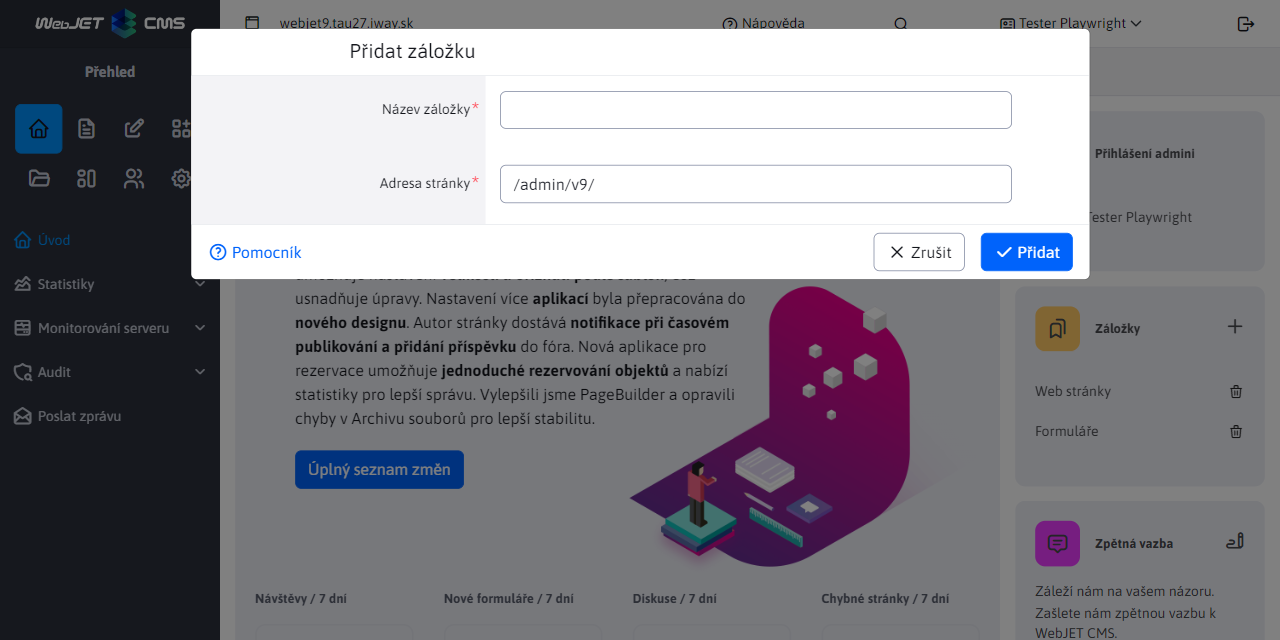 WebJET CMS
webjet9.tau27.iway.sk
Nápověda
Tester Playwright
Přehled
Přidat záložku
Název záložky*
Adresa stránky*
/admin/v9/
Pomocník
Zrušit
Přidat
Úvod
Statistiky
Monitorování serveru
Audit
Poslat zprávu
usnadňuje úpravy. Nastavení více aplikací byla přepracována do
nového designu. Autor stránky dostává notifikace při časovém
publikování a přidání příspěvku do fóra. Nová aplikace pro
rezervace umožňuje jednoduché rezervování objektů a nabízí
statistiky pro lepší správu. Vylepšili jsme PageBuilder a opravili
chyby v Archivu souborů pro lepší stabilitu.
Úplný seznam změn
Návštěvy / 7 dní
Nové formuláře / 7 dní
Diskuse / 7 dní
Chybné stránky / 7 dní
Přihlášení admini
Tester Playwright
Záložky
Web stránky
Formuláře
Zpětná vazba
Záleží nám na vašem názoru.
Zašlete nám zpětnou vazbu k
WebJET CMS.